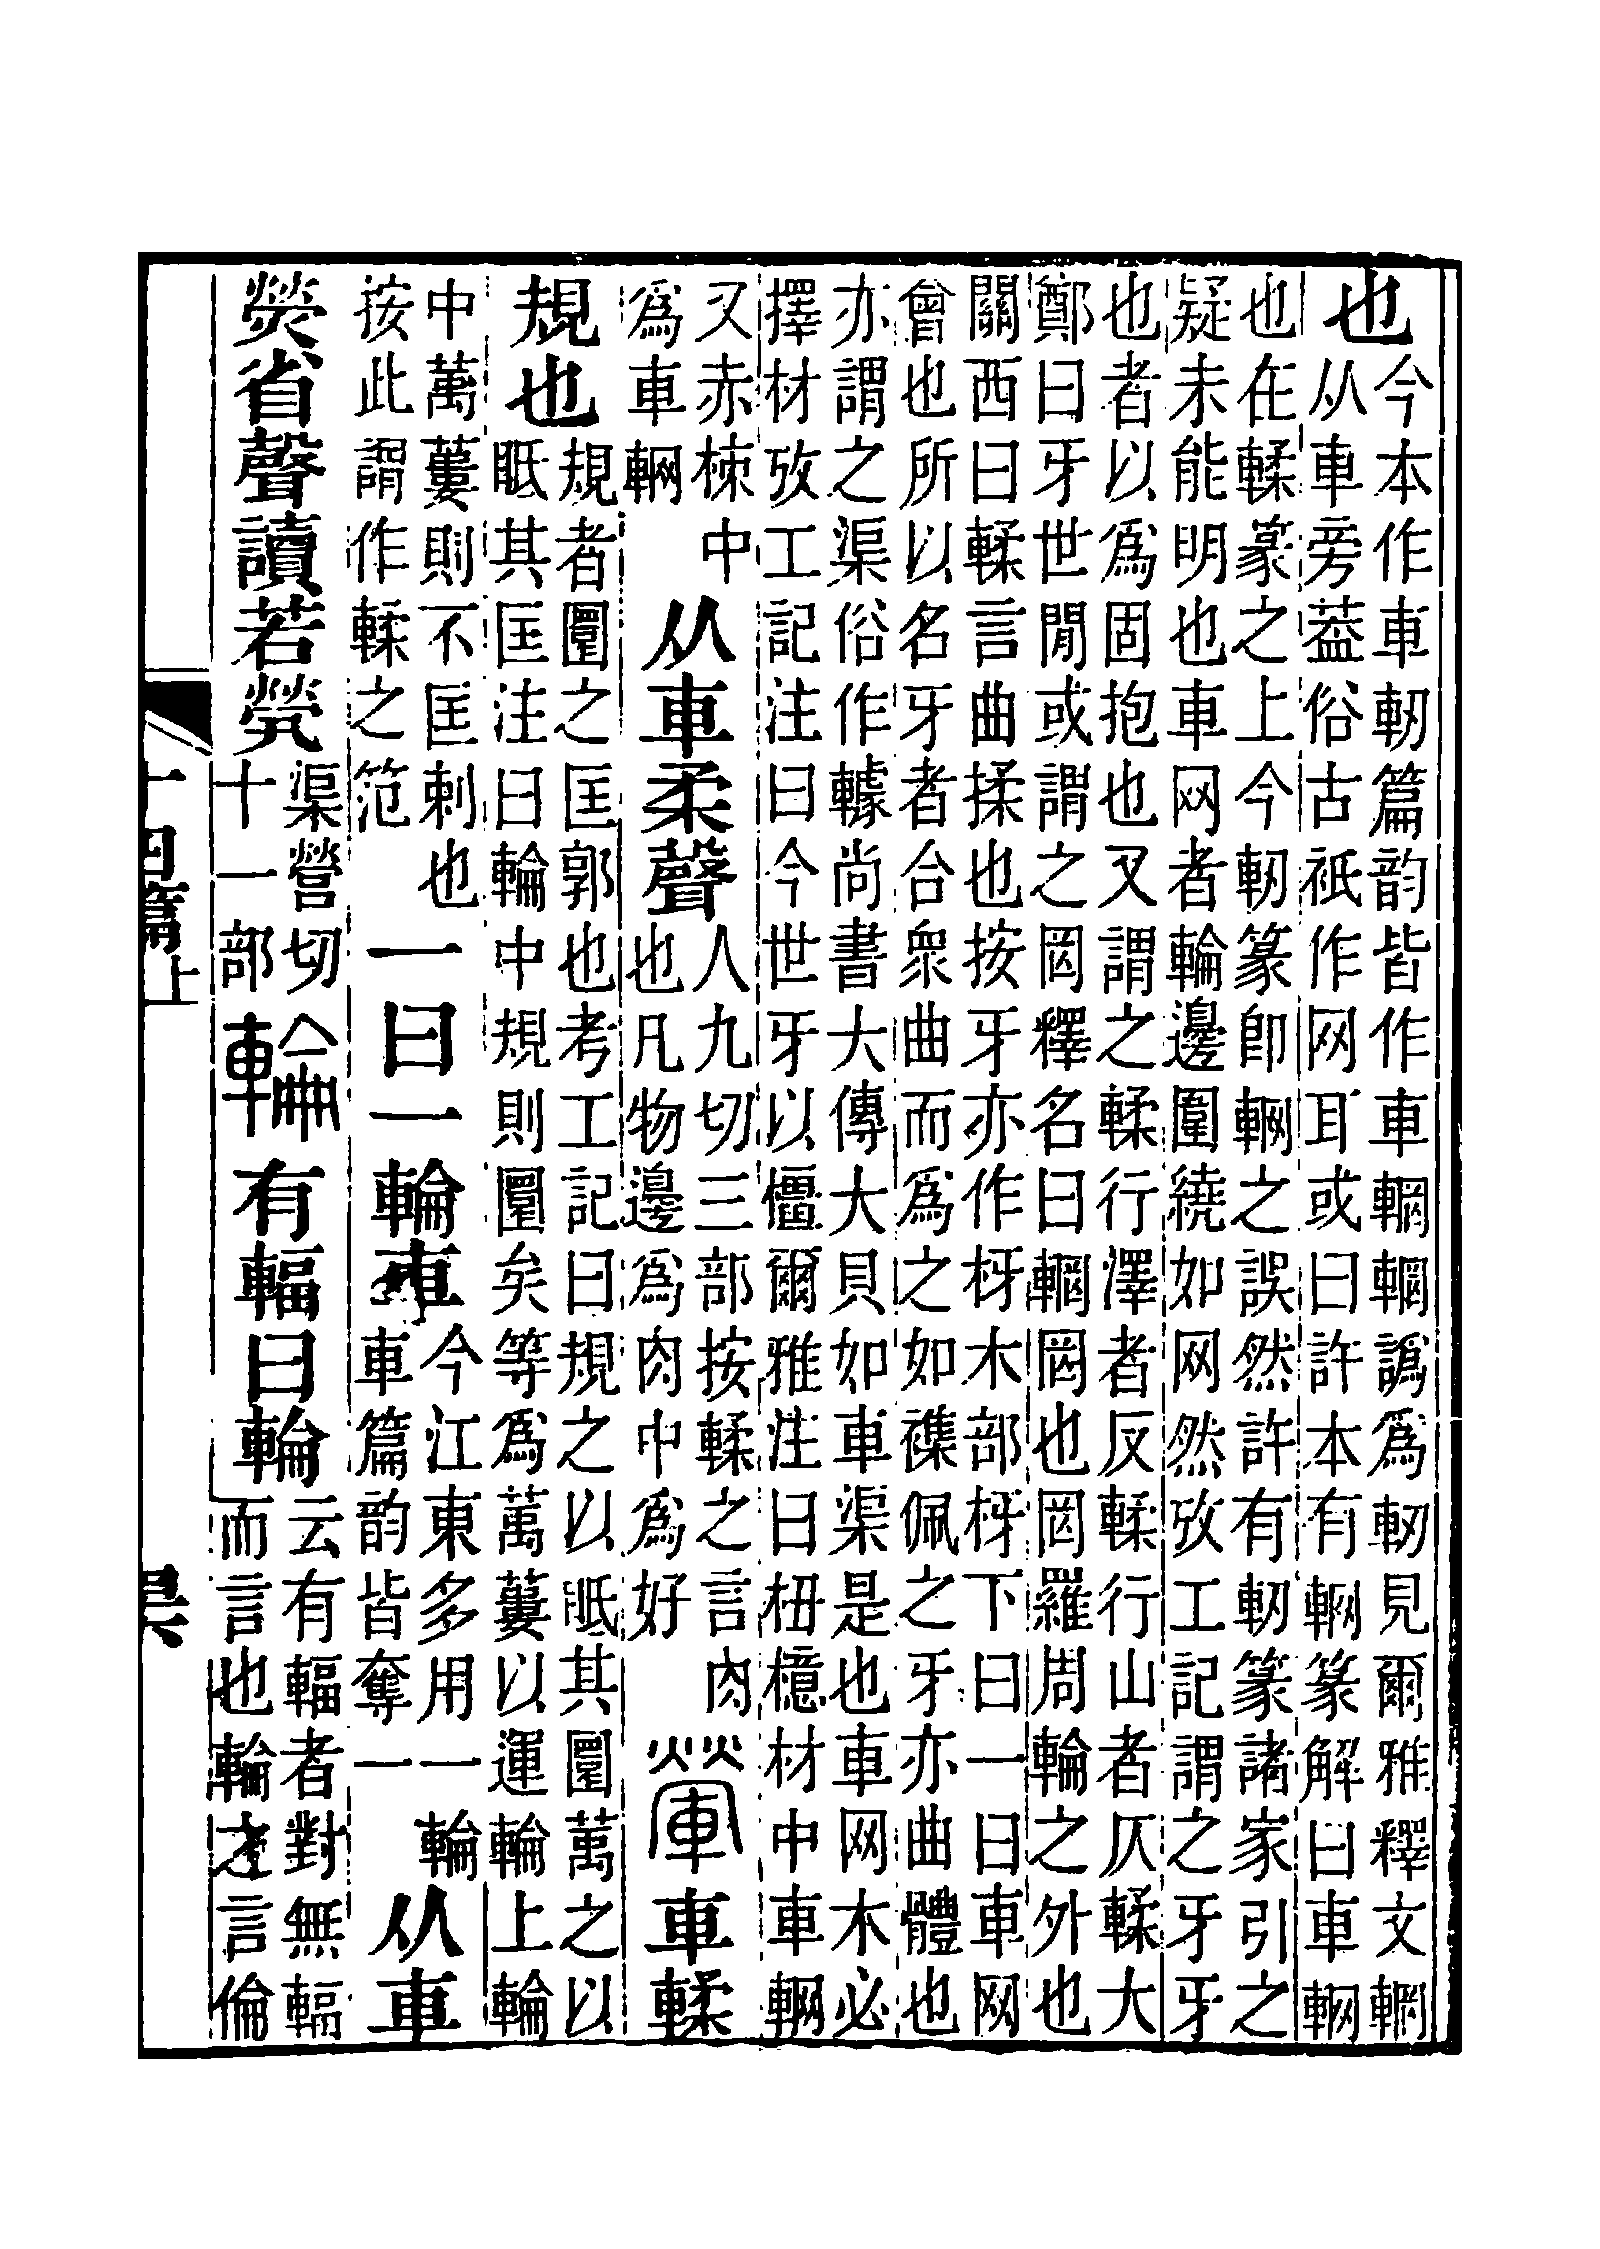 也
今本作車軔篇韵皆作車輞輞譌爲軔見爾雅釋文輞
从車旁葢俗古衹作网耳或曰許本有輞篆解曰車輞
也在輮篆之上今軔篆卽輞之誤然許有軔篆諸家引之
疑未能明也車网者輪邊圍繞如网然攷工記謂之牙牙
也者以爲固抱也又謂之輮行澤者反輮行山者仄輮大
鄭曰牙世閒或謂之罔釋名曰輞罔也罔羅周輪之外也
關西曰輮言曲揉也按牙亦作枒木部枒下曰一曰車网
曾也所以名牙者合衆曲而爲之如襍佩之牙亦曲體也
亦謂之渠俗作𨎶尚書大傳大貝如車渠是也車网木必
擇材攷工記注曰今世牙以橿爾雅注曰杻檍材中車輞
又赤棟中
爲車輞
从車柔聲
人九切三部按輮之言肉
也凡物邊爲肉中爲好
𨏒車輮
規也
規者圜之匡郭也考工記曰規之以眡其圜萬之以
眡其匡注曰輪中規則圜矣等爲萬蔞以運輪上輪
中萬蔞則不匡剌也
按此謂作輮之笵
一曰一輪車
今江東多用一輪
車篇韵皆奪一
从車
熒省聲讀若煢
渠營切
十一部
輪有輻曰輪
云有輻者對無輻
而言也輪之言倫
十四篇上